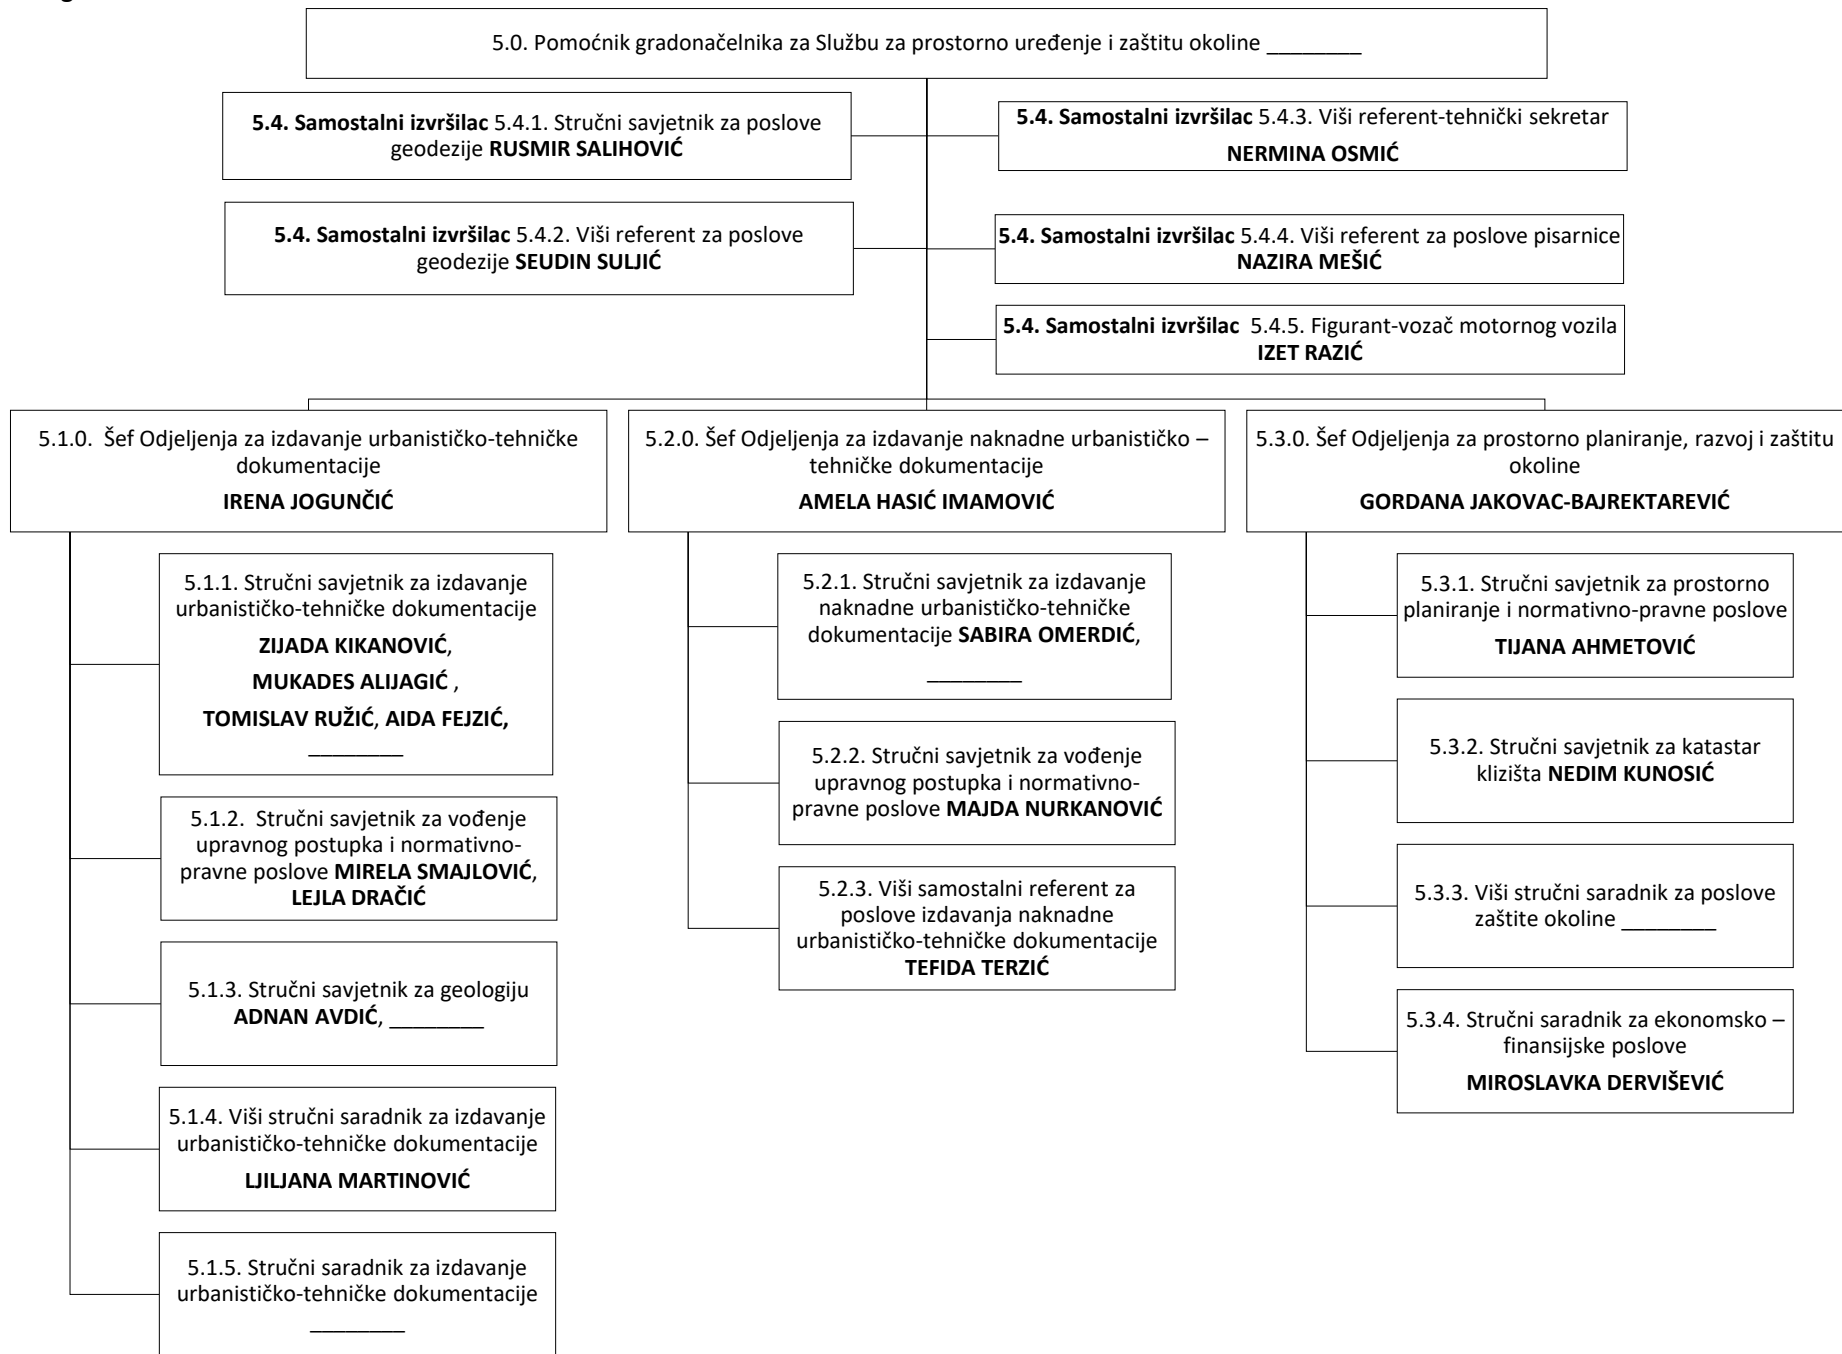 5.0. Pomoćnik gradonačelnika za Službu za prostorno uređenje i zaštitu okoline ________
5.4. Samostalni izvršilac 5.4.1. Stručni savjetnik za poslove
geodezije RUSMIR SALIHOVIĆ
5.4. Samostalni izvršilac 5.4.3. Viši referent-tehnički sekretar
NERMINA OSMIĆ
5.4. Samostalni izvršilac 5.4.2. Viši referent za poslove
geodezije SEUDIN SULJIĆ
5.4. Samostalni izvršilac 5.4.4. Viši referent za poslove pisarnice
NAZIRA MEŠIĆ
5.4. Samostalni izvršilac 5.4.5. Figurant-vozač motornog vozila
IZET RAZIĆ
5.1.0. Šef Odjeljenja za izdavanje urbanističko-tehničke
dokumentacije
IRENA JOGUNČIĆ
5.1.1. Stručni savjetnik za izdavanje
urbanističko-tehničke dokumentacije
ZIJADA KIKANOVIĆ,
MUKADES ALIJAGIĆ ,
TOMISLAV RUŽIĆ, AIDA FEJZIĆ,
________
5.1.2. Stručni savjetnik za vođenje
upravnog postupka i normativno-
pravne poslove MIRELA SMAJLOVIĆ,
LEJLA DRAČIĆ
5.1.3. Stručni savjetnik za geologiju
ADNAN AVDIĆ, ________
5.1.4. Viši stručni saradnik za izdavanje
urbanističko-tehničke dokumentacije
LJILJANA MARTINOVIĆ
5.1.5. Stručni saradnik za izdavanje
urbanističko-tehničke dokumentacije
________
5.2.0. Šef Odjeljenja za izdavanje naknadne urbanističko –
tehničke dokumentacije
AMELA HASIĆ IMAMOVIĆ
5.2.1. Stručni savjetnik za izdavanje
naknadne urbanističko-tehničke
dokumentacije SABIRA OMERDIĆ,
________
5.2.2. Stručni savjetnik za vođenje
upravnog postupka i normativno-
pravne poslove MAJDA NURKANOVIĆ
5.2.3. Viši samostalni referent za
poslove izdavanja naknadne
urbanističko-tehničke dokumentacije
TEFIDA TERZIĆ
5.3.0. Šef Odjeljenja za prostorno planiranje, razvoj i zaštitu
okoline
GORDANA JAKOVAC-BAJREKTAREVIĆ
5.3.1. Stručni savjetnik za prostorno
planiranje i normativno-pravne poslove
TIJANA AHMETOVIĆ
5.3.2. Stručni savjetnik za katastar
klizišta NEDIM KUNOSIĆ
5.3.3. Viši stručni saradnik za poslove
zaštite okoline ________
5.3.4. Stručni saradnik za ekonomsko –
finansijske poslove
MIROSLAVKA DERVIŠEVIĆ